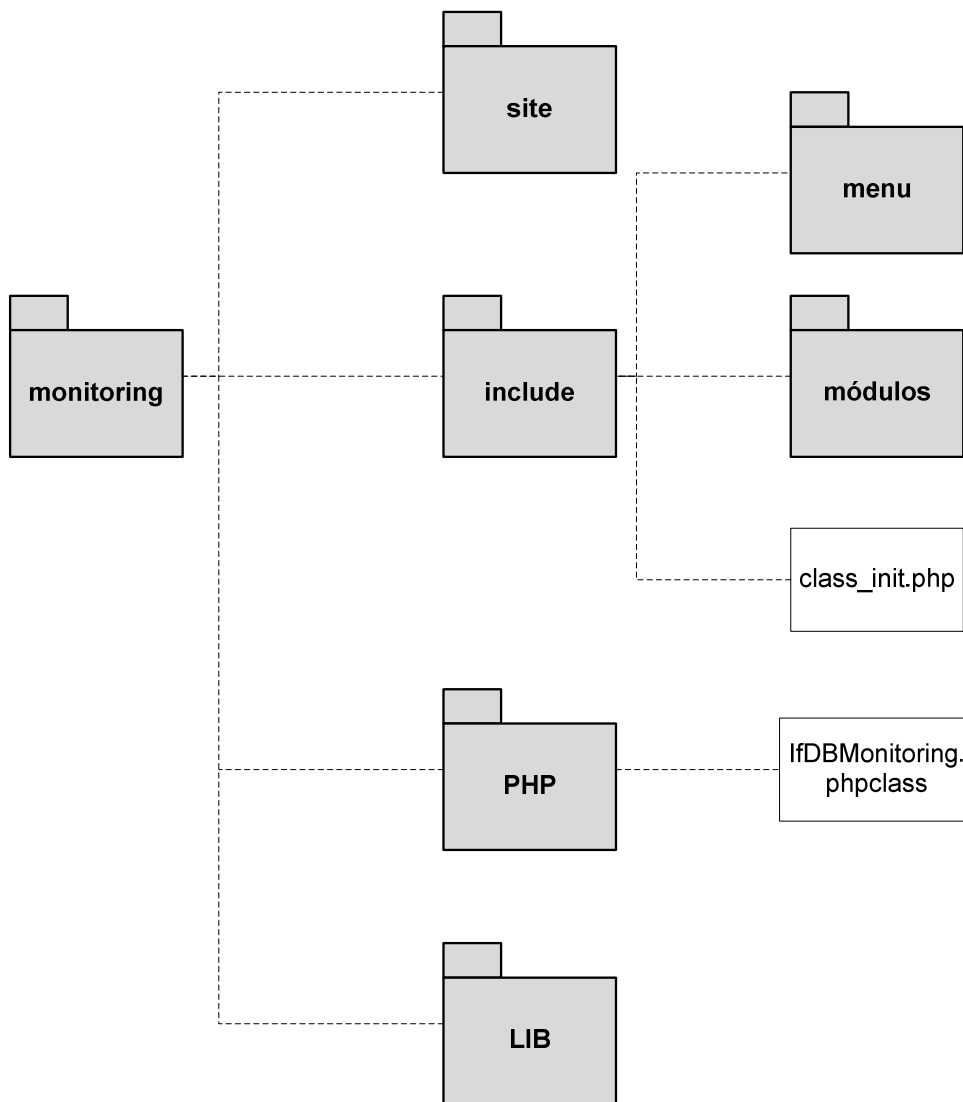 site
menu
monitoring
include
módulos
class_init.php
IfDBMonitoring.
phpclass
PHP
LIB